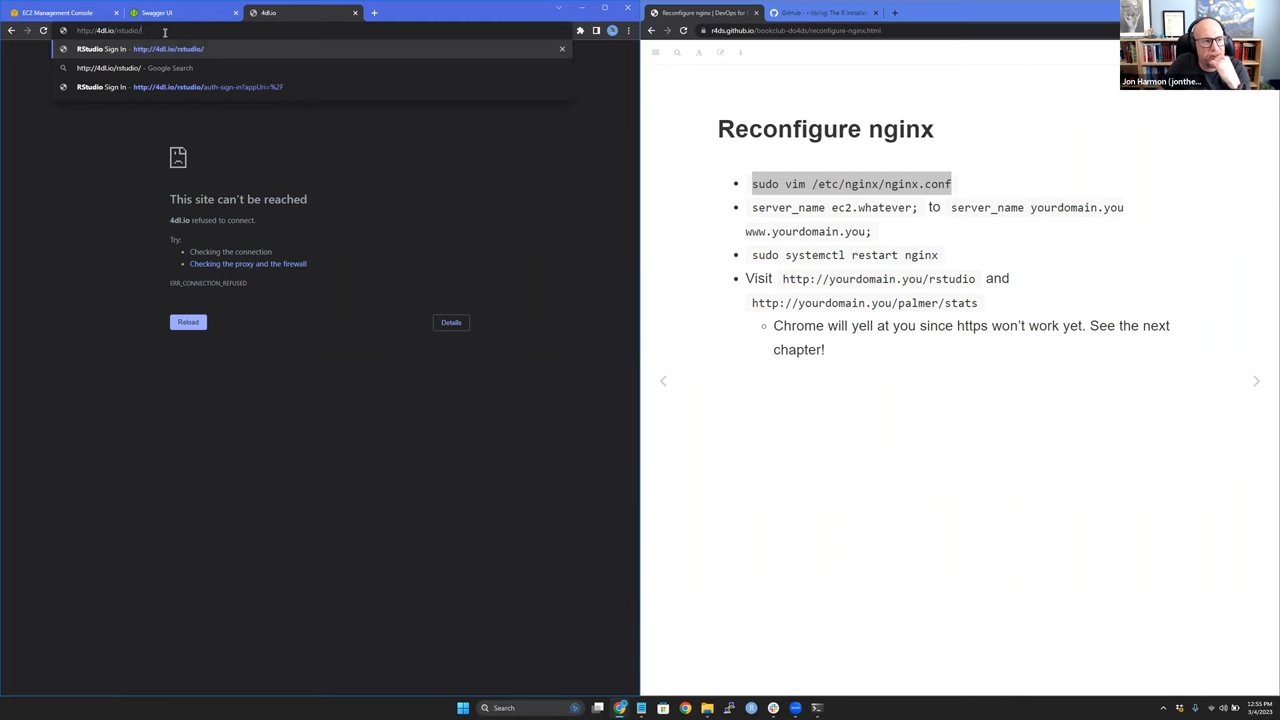 EC2 Management Console
Swagger UI
4dl.io
http://4dl.io/rstudio/
RStudio Sign In - http://4dl.io/rstudio/
http://4dl.io/rstudio/ - Google Search
RStudio Sign In - http://4dl.io/rstudio/auth-sign-in?appUri=%2F
This site can't be reached
4dl.io refused to connect.
Try:
• Checking the connection
• Checking the proxy and the firewall
ERR_CONNECTION_REFUSED
Reload
Details
Reconfigure nginx | DevOps for
GitHub - r-lib/rig: The R Installa
r4ds.github.io/bookclub-do4ds/reconfigure-nginx.html
Jon Harmon (jonthe...
Reconfigure nginx
• sudo vim /etc/nginx/nginx.conf
• server_name ec2.whatever; to server_name yourdomain.you
www.yourdomain.you;
• sudo systemctl restart nginx
• Visit http://yourdomain.you/rstudio and
http://yourdomain.you/palmer/stats
○ Chrome will yell at you since https won't work yet. See the next
chapter!
Search
12:55 PM
3/4/2023